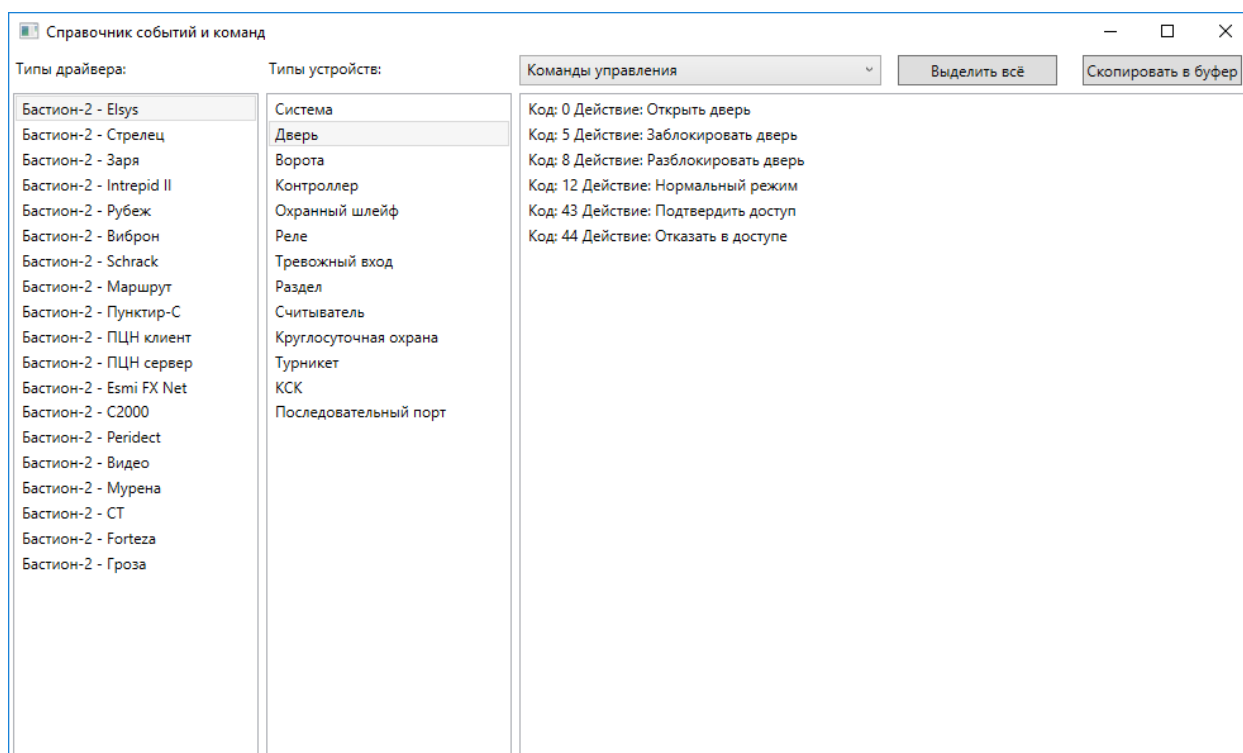 Справочник событий и команд
Типы драйвера:
Типы устройств:
Команды управления
Выделить всё
Скопировать в буфер
Бастион-2 - Elsys
Бастион-2 - Стрелец
Бастион-2 - Заря
Бастион-2 - Intrepid II
Бастион-2 - Рубеж
Бастион-2 - Виброн
Бастион-2 - Schrack
Бастион-2 - Маршрут
Бастион-2 - Пунктир-С
Бастион-2 - ПЦН клиент
Бастион-2 - ПЦН сервер
Бастион-2 - Esmi FX Net
Бастион-2 - С2000
Бастион-2 - Peridect
Бастион-2 - Видео
Бастион-2 - Мурена
Бастион-2 - СТ
Бастион-2 - Forteza
Бастион-2 - Гроза
Система
Дверь
Ворота
Контроллер
Охранный шлейф
Реле
Тревожный вход
Раздел
Считыватель
Круглосуточная охрана
Турникет
КСК
Последовательный порт
Код: 0 Действие: Открыть дверь
Код: 5 Действие: Заблокировать дверь
Код: 8 Действие: Разблокировать дверь
Код: 12 Действие: Нормальный режим
Код: 43 Действие: Подтвердить доступ
Код: 44 Действие: Отказать в доступе